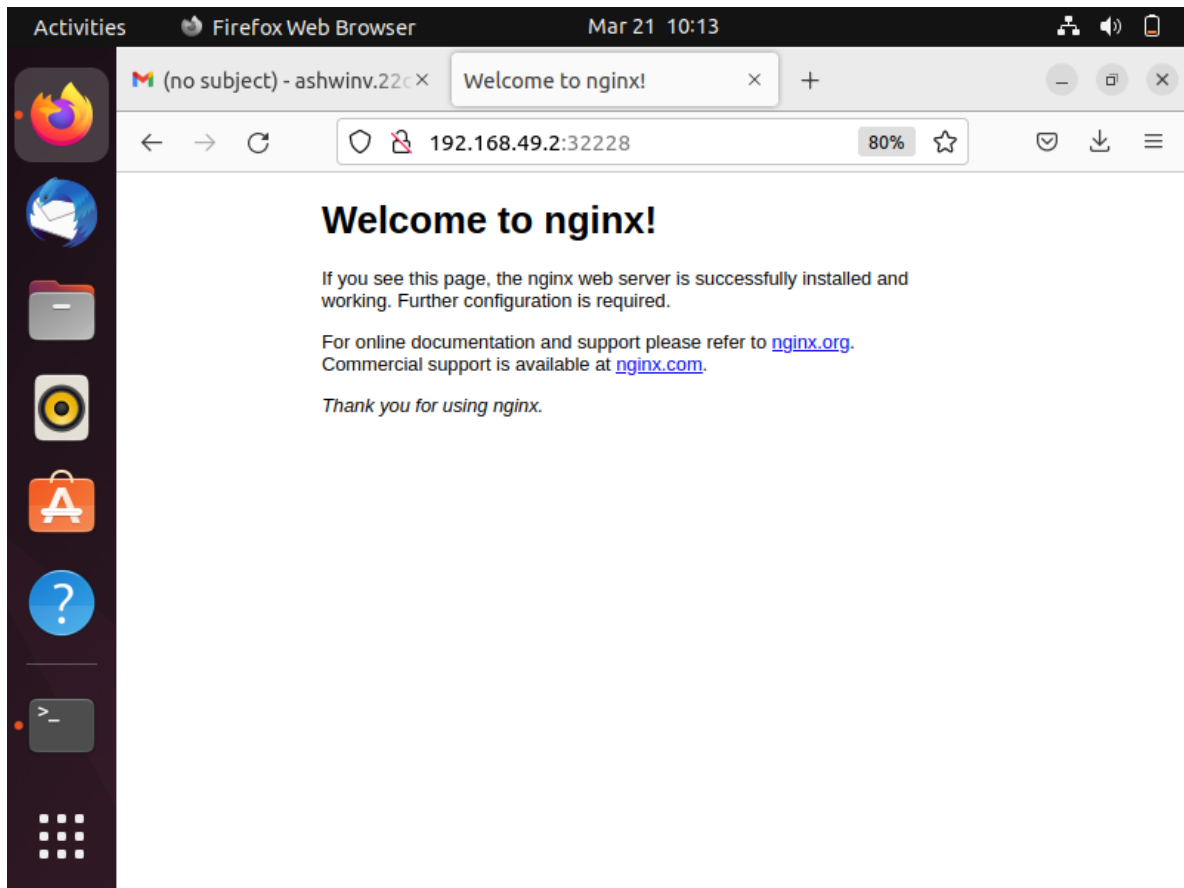 Activities Firefox Web Browser Mar 21 10:13
(no subject) - ashwinv.22c Welcome to nginx!
192.168.49.2:32228 80%
Welcome to nginx!
If you see this page, the nginx web server is successfully installed and
working. Further configuration is required.
For online documentation and support please refer to nginx.org.
Commercial support is available at nginx.com.
Thank you for using nginx.